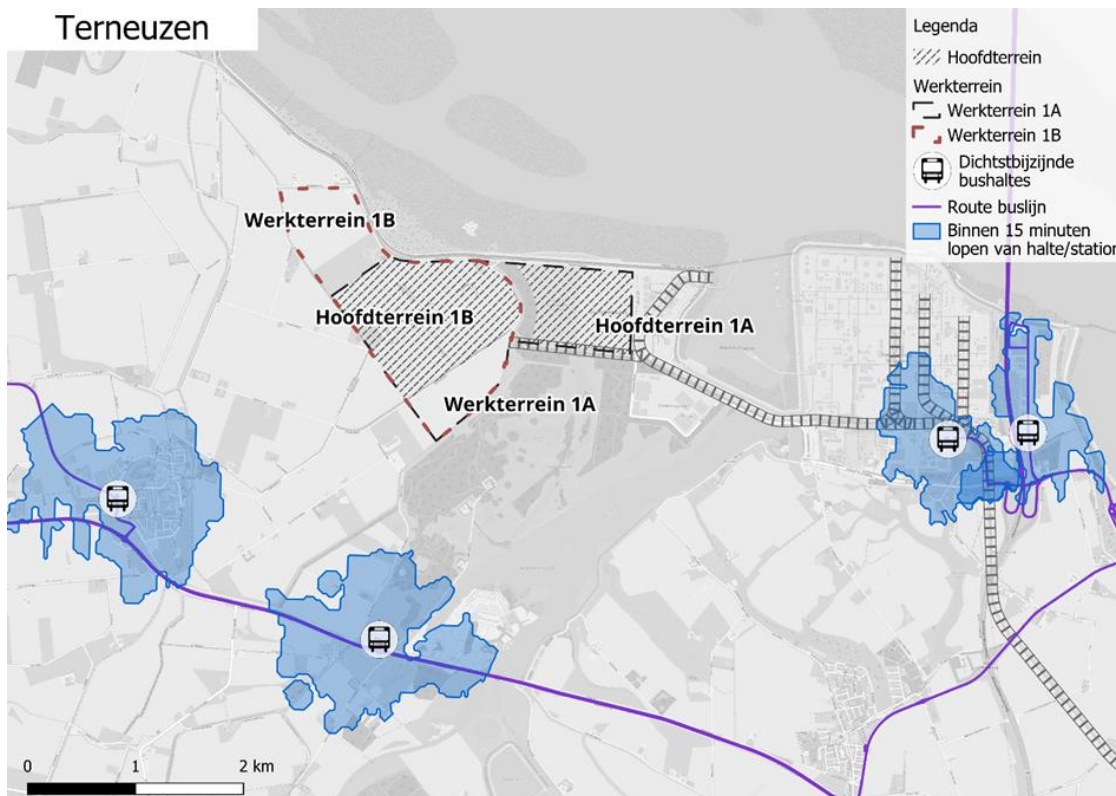 Terneuzen
Legenda
Hoofdterrein
Werkterrein
Werkterrein 1A
Werkterrein 1B
Dichtstbijzijnde
bushaltes
Route buslijn
Binnen 15 minuten
lopen van halte/station
Werkterrein 1B
Hoofdterrein 1B
Hoofdterrein 1A
Werkterrein 1A
0 1 2 km